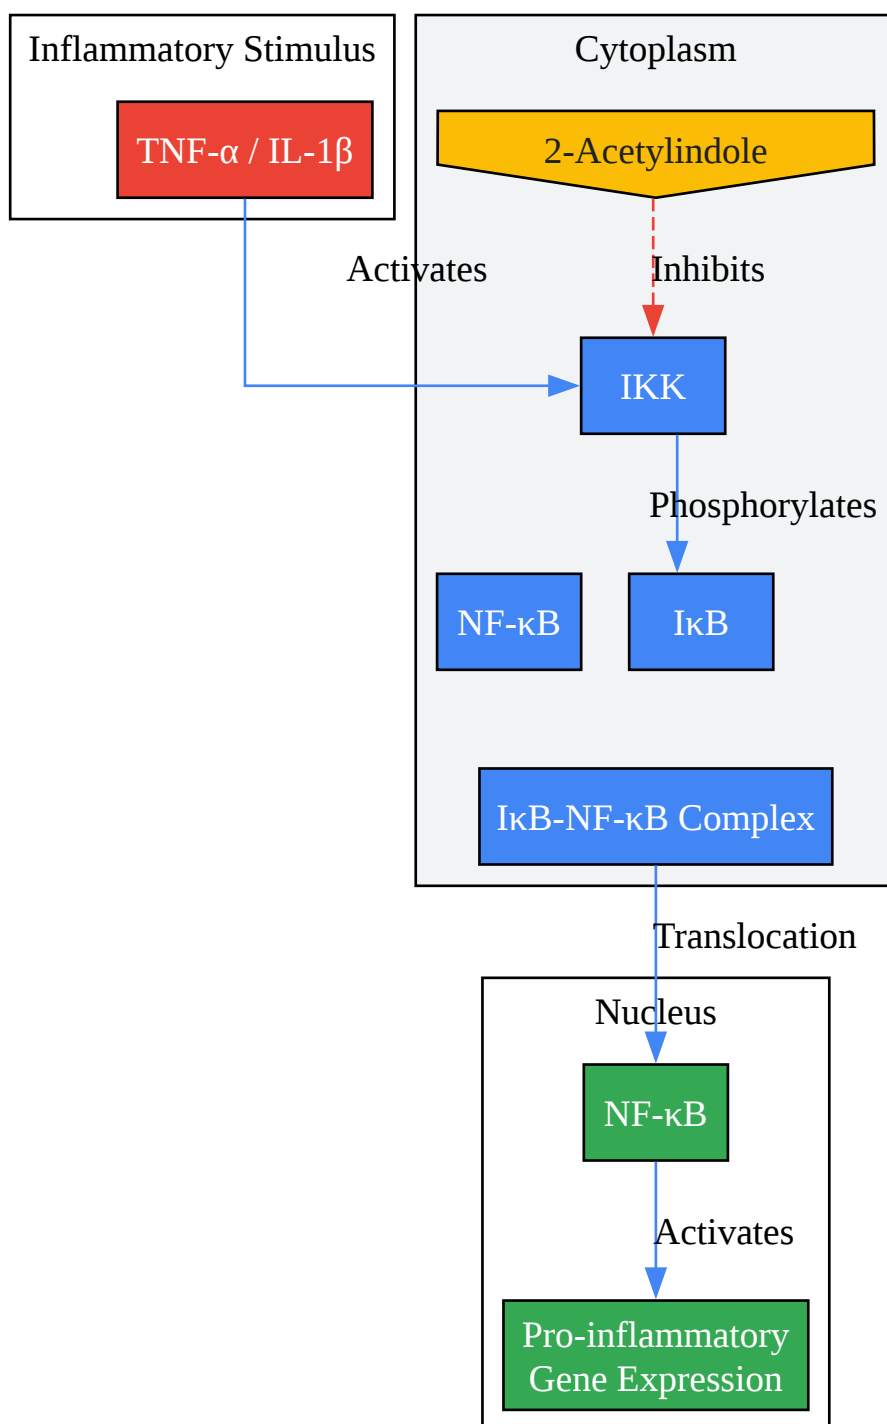 Inflammatory Stimulus
TNF-α / IL-1β
Cytoplasm
2-Acetylindole
Activates
Inhibits
IKK
Phosphorylates
NF-κB
IκB
IκB-NF-κB Complex
Translocation
Nucleus
NF-κB
Activates
Pro-inflammatory
Gene Expression